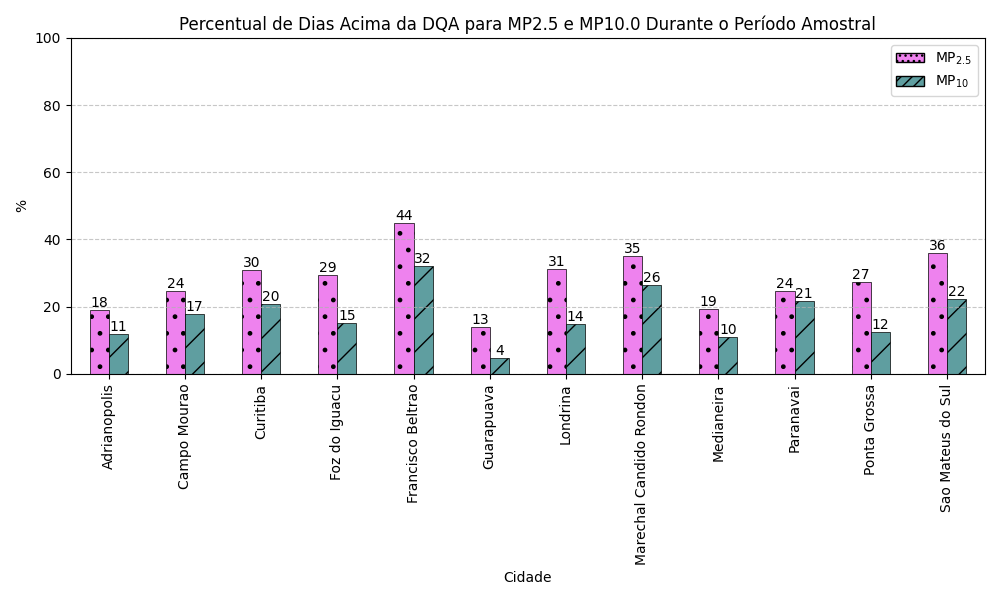 Percentual de Dias Acima da DQA para MP2.5 e MP10.0 Durante o Período Amostral
100
80
60
40
20
0
%
MP2.5
MP10
18 11 24 17 30 20 29 15 44 32 13 4 31 14 35 26 19 10 24 21 27 12 36 22
Adrianopolis
Campo Mourao
Curitiba
Foz do Iguacu
Francisco Beltrao
Guarapuava
Londrina
Marechal Candido Rondon
Medianeira
Paranavai
Ponta Grossa
Sao Mateus do Sul
Cidade